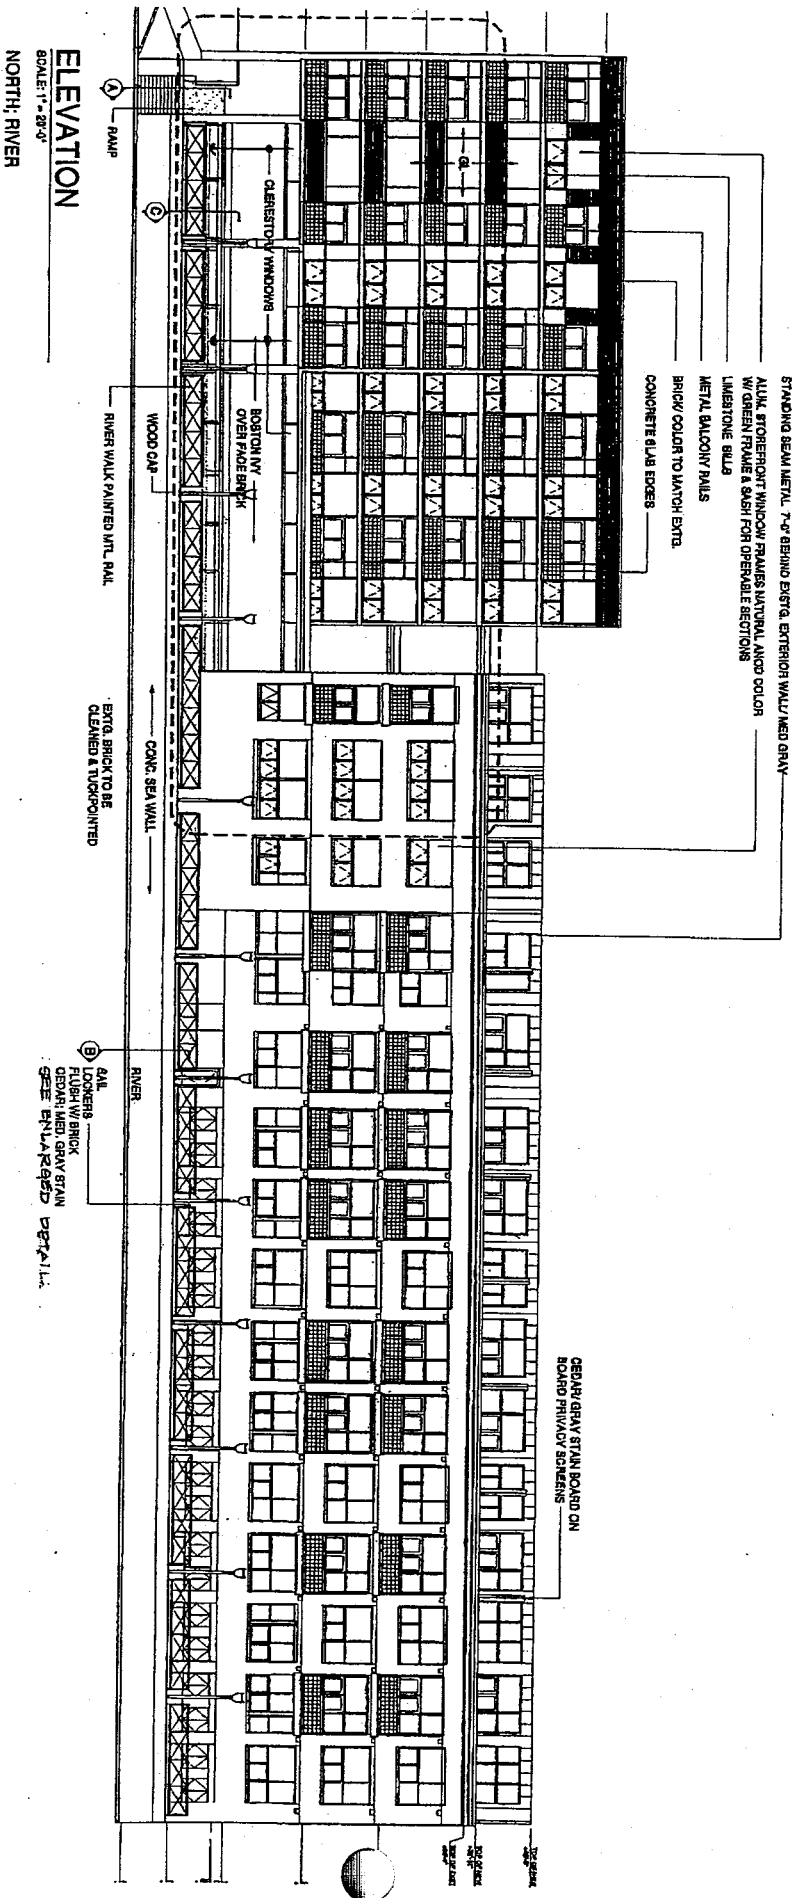 STANDING SEAM METAL 7'-0" BEHIND EXSTG. EXTERIOR WALL/ MED GRAY
ALUM. STOREFRONT WINDOW FRAMES NATURAL ANOD COLOR
W/ GREEN FRAME & SASH FOR OPERABLE SECTIONS
LIMESTONE SILLS
METAL BALCONY RAILS
BRICK/ COLOR TO MATCH EXTG.
CONCRETE SLAB EDGES
CEDAR/ GRAY STAIN BOARD ON
BOARD PRIVACY SCREENS
CLERESTORY WINDOWS
BOSTON IVY
OVER FACE BRICK
A
RAMP
C
WOOD CAP
RIVER WALK PAINTED MTL. RAIL
CONC. SEA WALL
EXTG. BRICK TO BE
CLEANED & TUCKPOINTED
RIVER
B
SAIL
LOCKERS
FLUSH W/ BRICK
CEDAR/ MED. GRAY STAIN
SEE ENLARGED DETAIL
ELEVATION
SCALE: 1" = 20'-0"
NORTH: RIVER